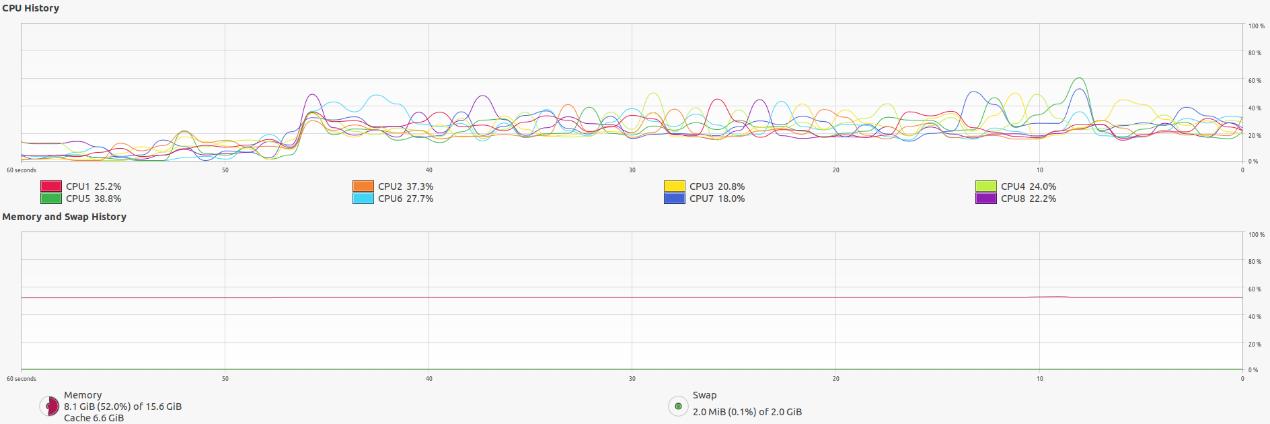 CPU History
100 %
80 %
60 %
40 %
20 %
0 %
60 seconds 50 40 30 20 10 0
CPU1 25.2% CPU2 37.3% CPU3 20.8% CPU4 24.0%
CPU5 38.8% CPU6 27.7% CPU7 18.0% CPU8 22.2%
Memory and Swap History
100 %
80 %
60 %
40 %
20 %
0 %
60 seconds 50 40 30 20 10 0
Memory
8.1 GiB (52.0%) of 15.6 GiB
Cache 6.6 GiB
Swap
2.0 MiB (0.1%) of 2.0 GiB